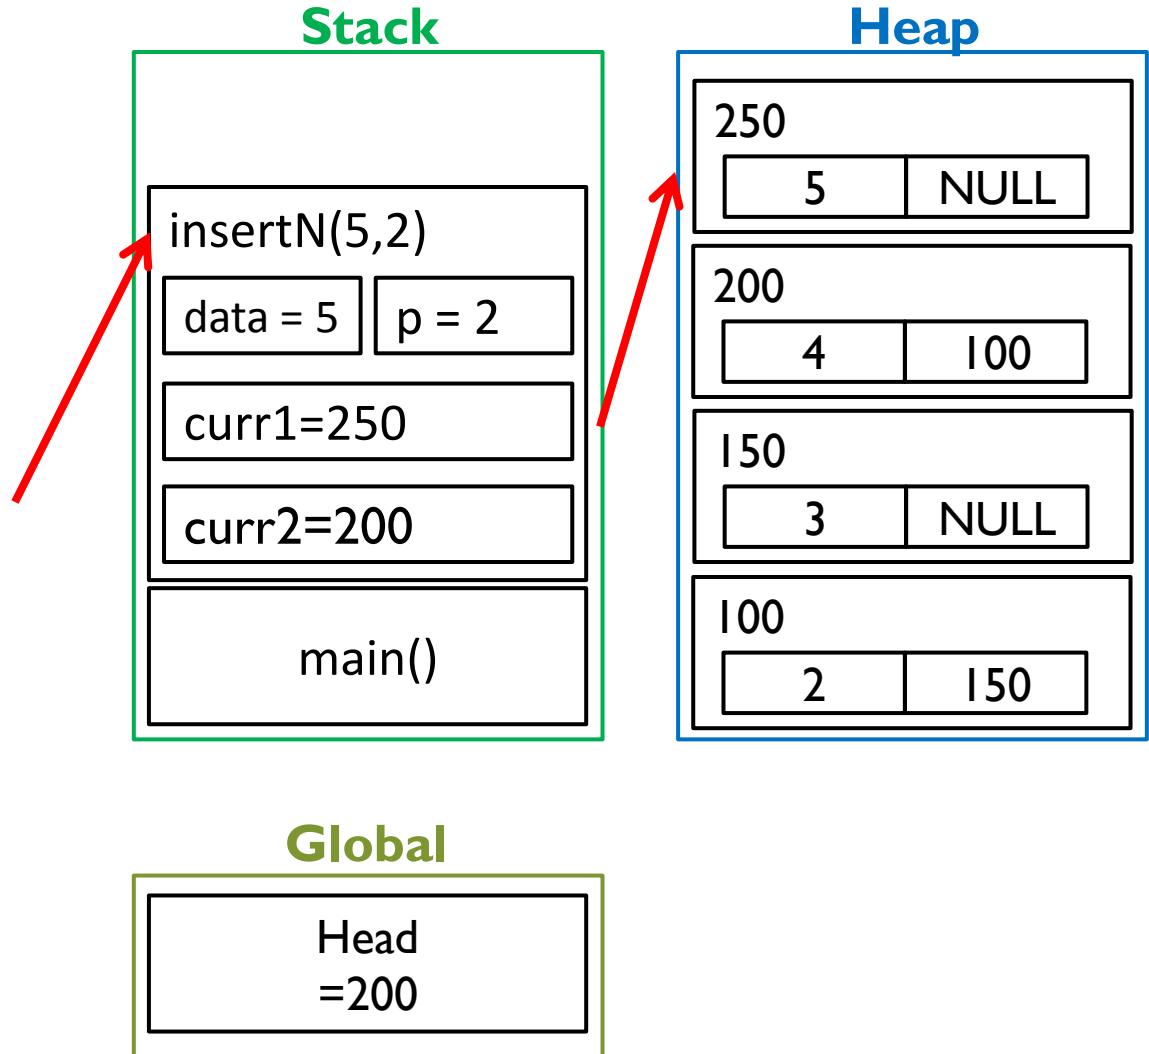 Stack
insertN(5,2)
data = 5
p = 2
curr1=250
curr2=200
main()
Heap
250
5 NULL
200
4 100
150
3 NULL
100
2 150
Global
Head
=200